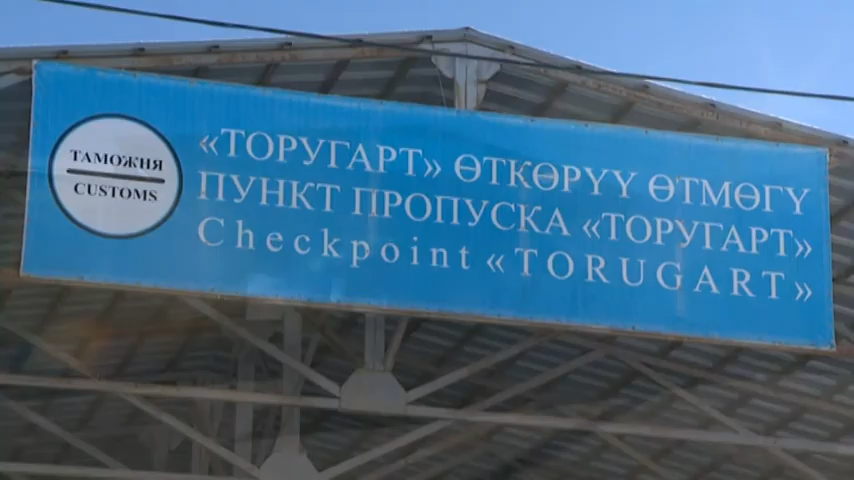 ТАМОЖНЯ
CUSTOMS
«ТОРУГАРТ» ӨТКӨРҮҮ ӨТМӨГҮ
ПУНКТ ПРОПУСКА «ТОРУГАРТ»
Checkpoint «TORUGART»